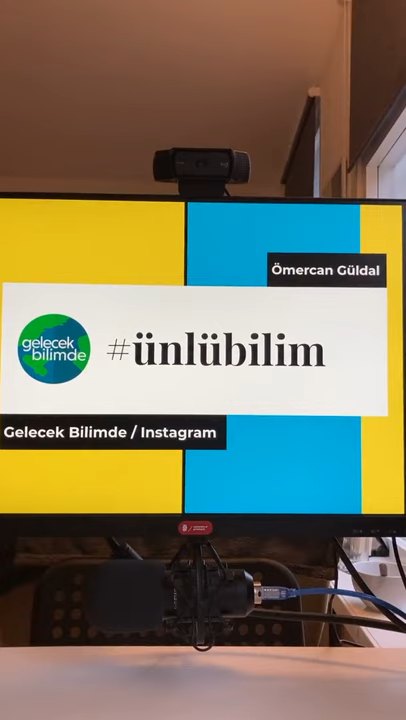 Ömercan Güldal
gelecek
bilimde
#ünlübilim
Gelecek Bilimde / Instagram